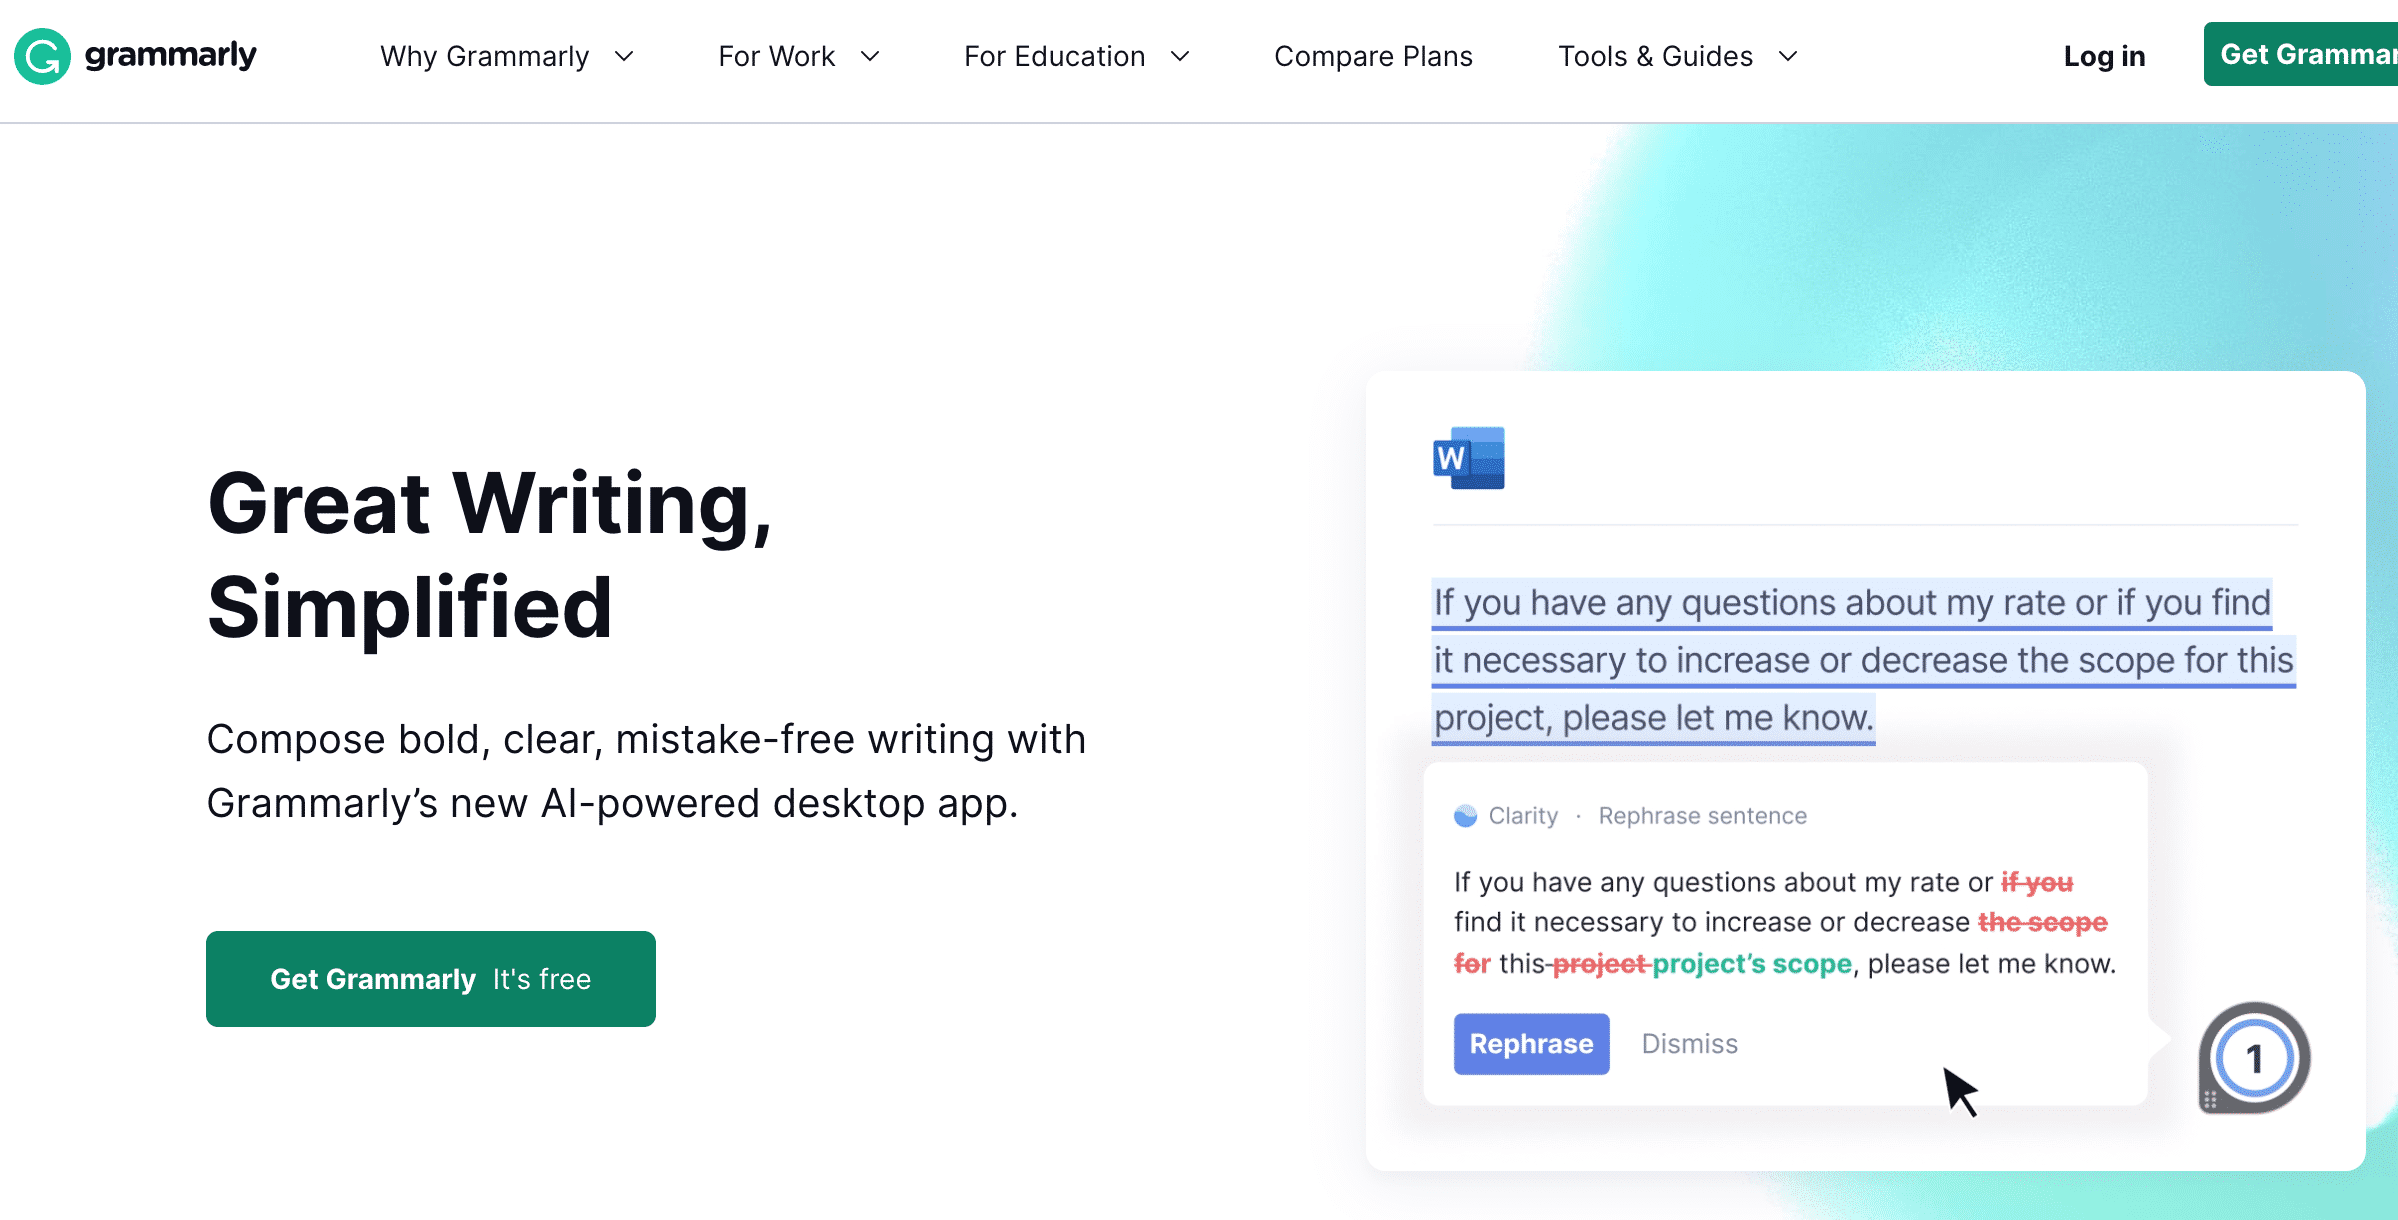 grammarly
Why Grammarly
For Work
For Education
Compare Plans
Tools & Guides
Log in
Get
Great Writing,
Simplified
Compose bold, clear, mistake-free writing with
Grammarly’s new AI-powered desktop app.
Get Grammarly It's free
W
If you have any questions about my rate or if you find
it necessary to increase or decrease the scope for this
project, please let me know.
Clarity · Rephrase sentence
If you have any questions about my rate or if you
find it necessary to increase or decrease the scope
for this project project’s scope, please let me know.
Rephrase
Dismiss
1